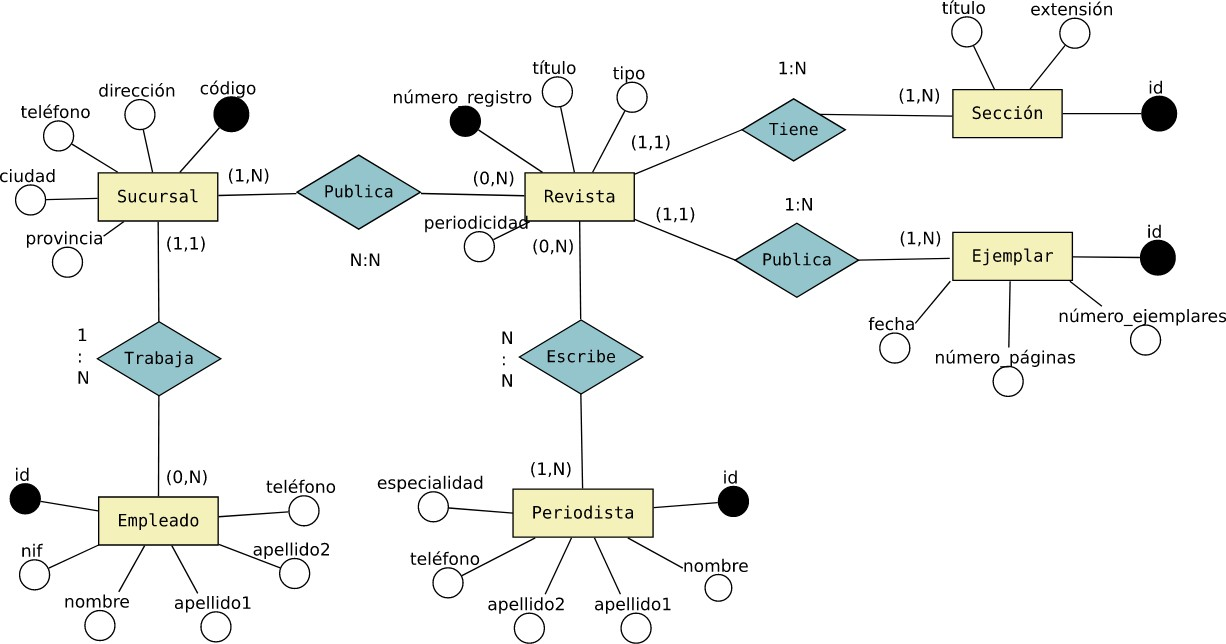 título
extensión
título
tipo
1:N
dirección
código
número_registro
(1,N)
id
teléfono
Sección
Tiene
(1,1)
ciudad
(1,N)
(0,N)
Sucursal
Publica
Revista
1:N
(1,1)
periodicidad
provincia
(1,1)
(0,N)
(1,N)
id
N:N
Publica
Ejemplar
fecha
número_ejemplares
número_páginas
1
:
N
Trabaja
N
:
N
Escribe
id
(0,N)
teléfono
(1,N)
especialidad
id
Empleado
Periodista
nif
apellido2
teléfono
nombre
nombre
apellido1
apellido2
apellido1